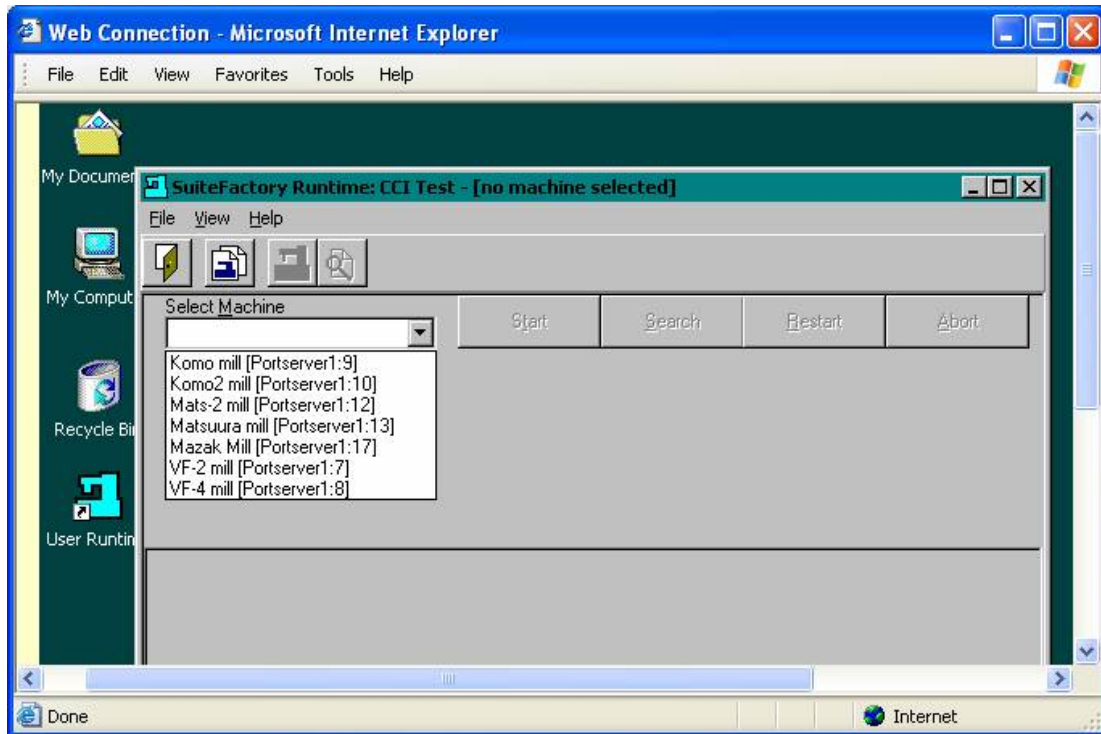 Web Connection - Microsoft Internet Explorer
File Edit View Favorites Tools Help
My Documen
SuiteFactory Runtime: CCI Test - [no machine selected]
File View Help
My Comput
Select Machine
Start Search Restart Abort
Komo mill [Portserver1:9]
Komo2 mill [Portserver1:10]
Mats-2 mill [Portserver1:12]
Matsuura mill [Portserver1:13]
Mazak Mill [Portserver1:17]
VF-2 mill [Portserver1:7]
VF-4 mill [Portserver1:8]
Recycle Bin
User Runtim
Done
Internet